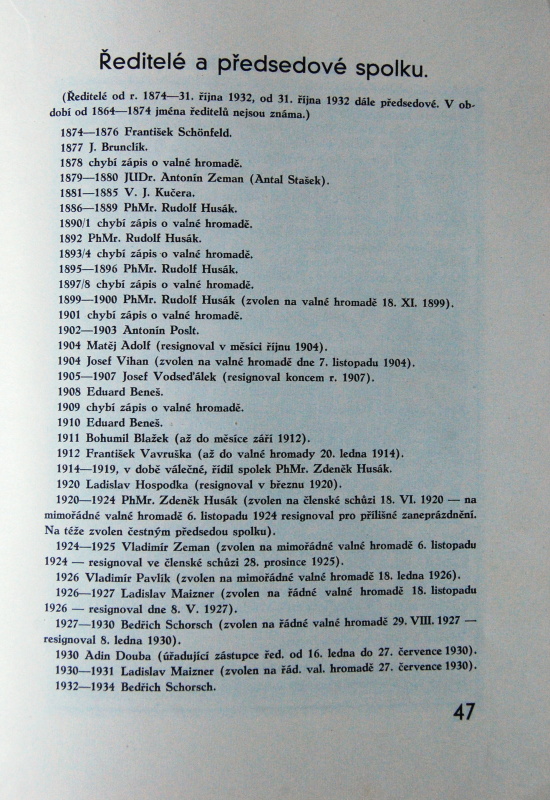 Ředitelé a předsedové spolku.
(Ředitelé od r. 1874—31. října 1932, od 31. října 1932 dále předsedové. V ob-
dobí od 1864—1874 jména ředitelů nejsou známa.)
1874—1876 František Schönfeld.
1877 J. Brunclík.
1878 chybí zápis o valné hromadě.
1879—1880 JUDr. Antonín Zeman (Antal Stašek).
1881—1885 V. J. Kučera.
1886—1889 PhMr. Rudolf Husák.
1890/1 chybí zápis o valné hromadě.
1892 PhMr. Rudolf Husák.
1893/4 chybí zápis o valné hromadě.
1895—1896 PhMr. Rudolf Husák.
1897/8 chybí zápis o valné hromadě.
1899—1900 PhMr. Rudolf Husák (zvolen na valné hromadě 18. XI. 1899).
1901 chybí zápis o valné hromadě.
1902—1903 Antonín Poslt.
1904 Matěj Adolf (resignoval v měsíci říjnu 1904).
1904 Josef Vihan (zvolen na valné hromadě dne 7. listopadu 1904).
1905—1907 Josef Vodseďálek (resignoval koncem r. 1907).
1908 Eduard Beneš.
1909 chybí zápis o valné hromadě.
1910 Eduard Beneš.
1911 Bohumil Blažek (až do měsíce září 1912).
1912 František Vavruška (až do valné hromady 20. ledna 1914).
1914—1919, v době válečné, řídil spolek PhMr. Zdeněk Husák.
1920 Ladislav Hospodka (resignoval v březnu 1920).
1920—1924 PhMr. Zdeněk Husák (zvolen na členské schůzi 18. VI. 1920 — na
mimořádné valné hromadě 6. listopadu 1924 resignoval pro přílišné zaneprázdnění.
Na téže zvolen čestným předsedou spolku).
1924—1925 Vladimír Zeman (zvolen na mimořádné valné hromadě 6. listopadu
1924 — resignoval ve členské schůzi 28. prosince 1925).
1926 Vladimír Pavlík (zvolen na mimořádné valné hromadě 18. ledna 1926).
1926—1927 Ladislav Maizner (zvolen na řádné valné hromadě 18. listopadu
1926 — resignoval dne 8. V. 1927).
1927—1930 Bedřich Schorsch (zvolen na řádné valné hromadě 29. VIII. 1927 —
resignoval 8. ledna 1930).
1930 Adin Douba (úřadující zástupce řed. od 16. ledna do 27. července 1930).
1930—1931 Ladislav Maizner (zvolen na řád. val. hromadě 27. července 1930).
1932—1934 Bedřich Schorsch.
47